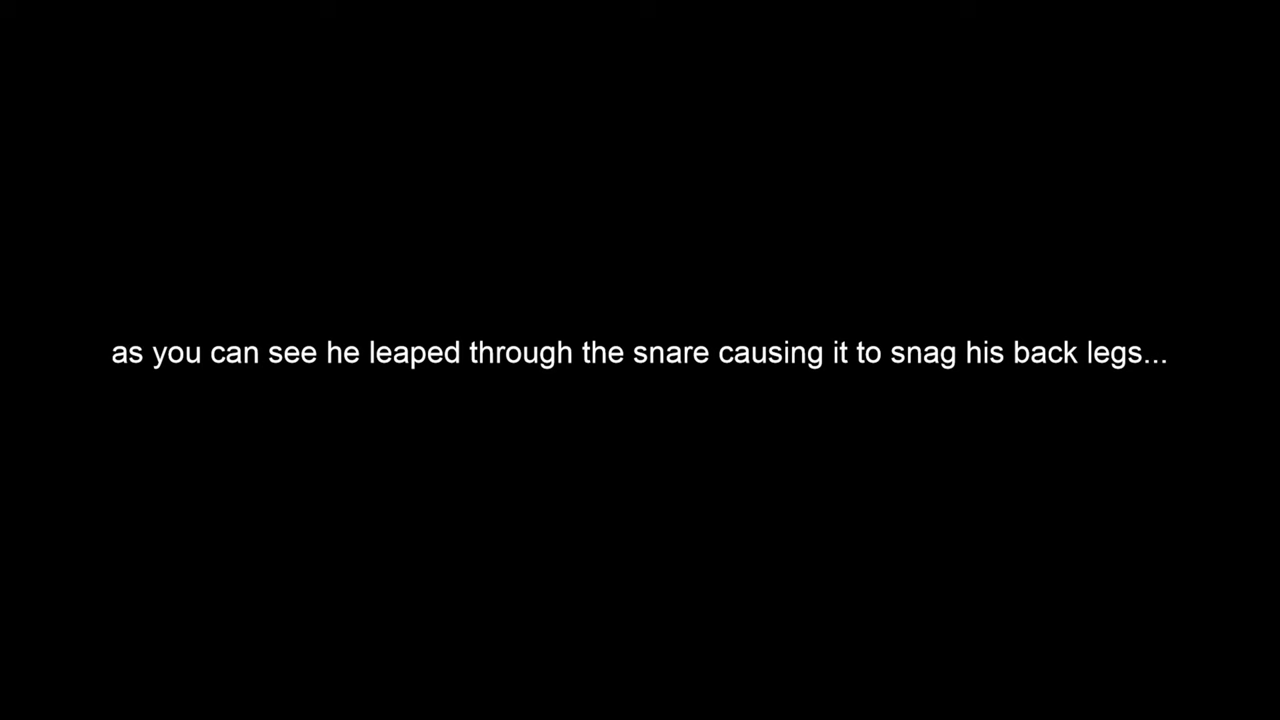 as you can see he leaped through the snare causing it to snag his back legs...